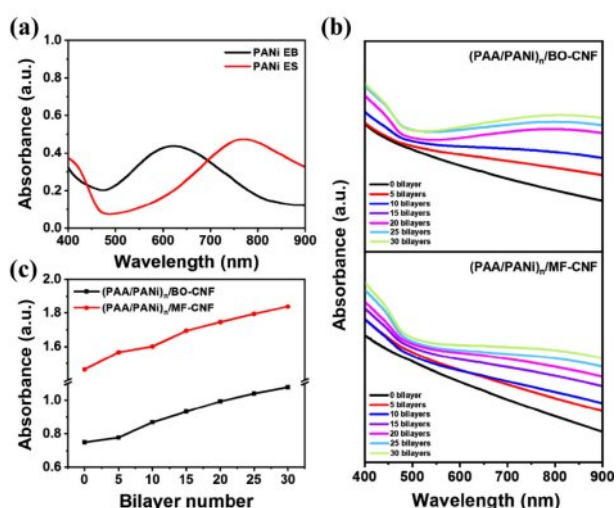 (a)
PANi EB
PANi ES
Absorbance (a.u.)
1.0
0.8
0.6
0.4
0.2
0.0
400 500 600 700 800 900
Wavelength (nm)
(b)
(PAA/PANi)n/BO-CNF
0 bilayer
5 bilayers
10 bilayers
15 bilayers
20 bilayers
25 bilayers
30 bilayers
(PAA/PANi)n/MF-CNF
0 bilayer
5 bilayers
10 bilayers
15 bilayers
20 bilayers
25 bilayers
30 bilayers
Absorbance (a.u.)
400 500 600 700 800 900
Wavelength (nm)
(c)
(PAA/PANi)n/BO-CNF
(PAA/PANi)n/MF-CNF
Absorbance (a.u.)
2.0
1.8
1.6
1.4
1.0
0.8
0.6
0 5 10 15 20 25 30
Bilayer number